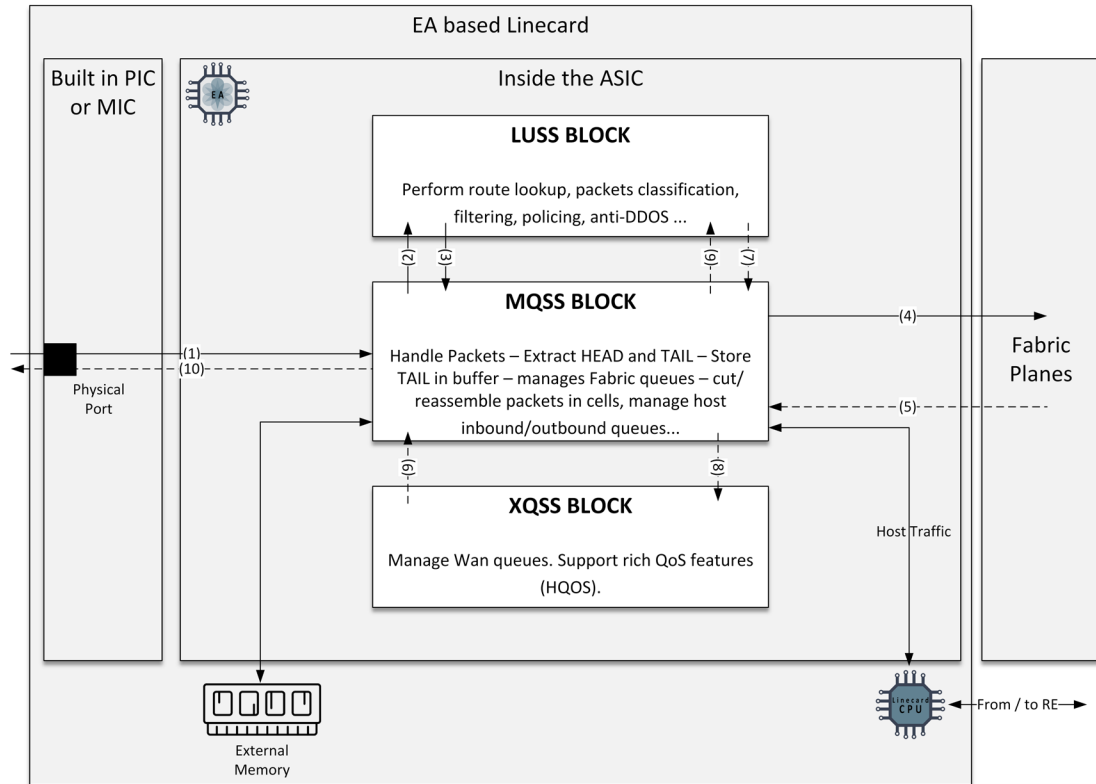 EA based Linecard
Built in PIC
or MIC
EA
Inside the ASIC
LUSS BLOCK
Perform route lookup, packets classification,
filtering, policing, anti-DDOS ...
(2)
(3)
(6)
(7)
MQSS BLOCK
Handle Packets – Extract HEAD and TAIL – Store
TAIL in buffer – manages Fabric queues – cut/
reassemble packets in cells, manage host
inbound/outbound queues...
(1)
(10)
Physical
Port
(4)
(5)
Fabric
Planes
(9)
(8)
XQSS BLOCK
Manage Wan queues. Support rich QoS features
(HQOS).
Host Traffic
External
Memory
Linecard
CPU
From / to RE